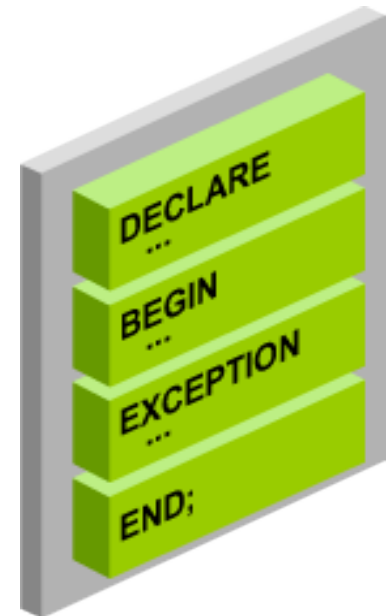 DECLARE
...
BEGIN
...
EXCEPTION
...
END;